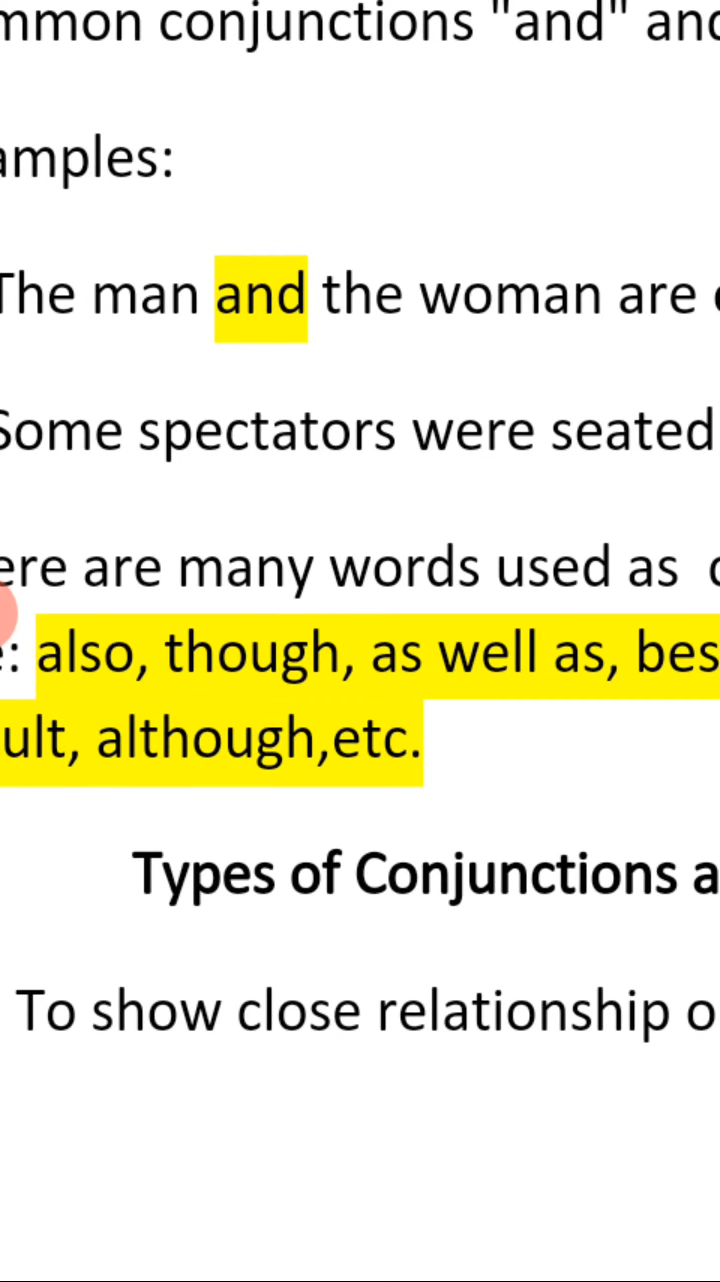 mmon conjunctions "and" and
amples:
The man and the woman are
Some spectators were seated
ere are many words used as
e: also, though, as well as, bes
ult, although,etc.
Types of Conjunctions a
To show close relationship o